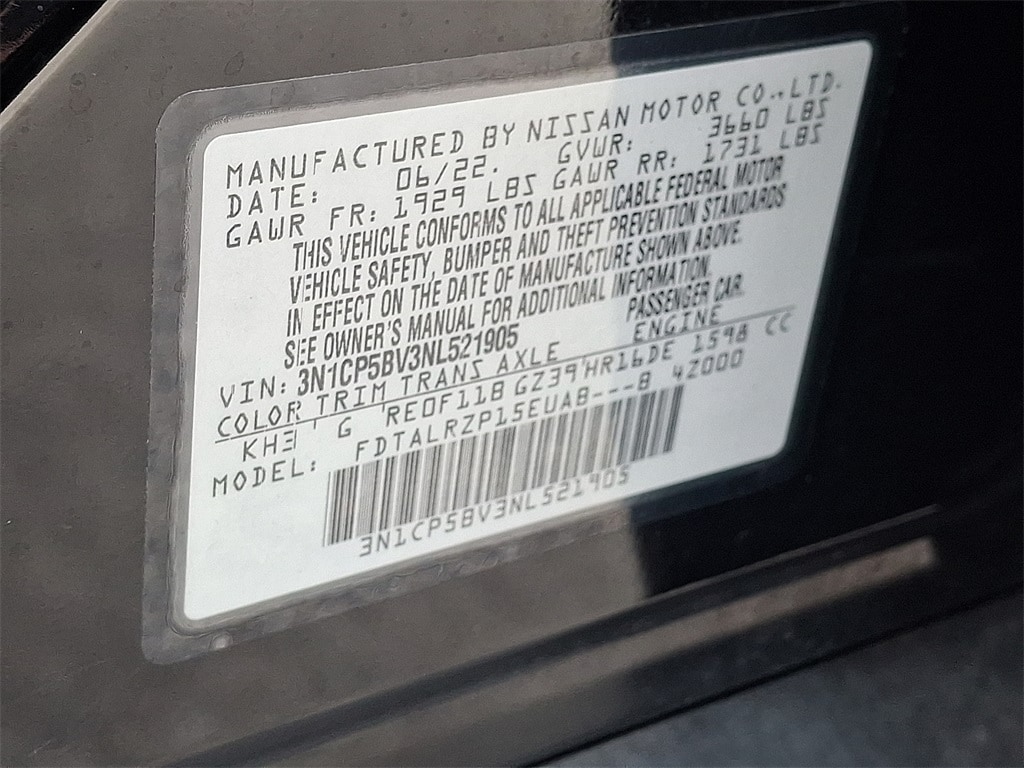 MANUFACTURED BY NISSAN MOTOR CO.,LTD.
DATE: 06/22. GVWR: 3660 LBS
GAWR FR: 1929 LBS GAWR RR: 1731 LBS
THIS VEHICLE CONFORMS TO ALL APPLICABLE FEDERAL MOTOR
VEHICLE SAFETY, BUMPER AND THEFT PREVENTION STANDARDS
IN EFFECT ON THE DATE OF MANUFACTURE SHOWN ABOVE.
SEE OWNER'S MANUAL FOR ADDITIONAL INFORMATION.
VIN: 3N1CP5BV3NL521905 PASSENGER CAR.
COLOR TRIM TRANS AXLE ENGINE
KH3 G RE0F11B GZ39 HR16DE 1598 CC
MODEL: FDTALRZP15EUAB---B 4Z000
3N1CP5BV3NL521905